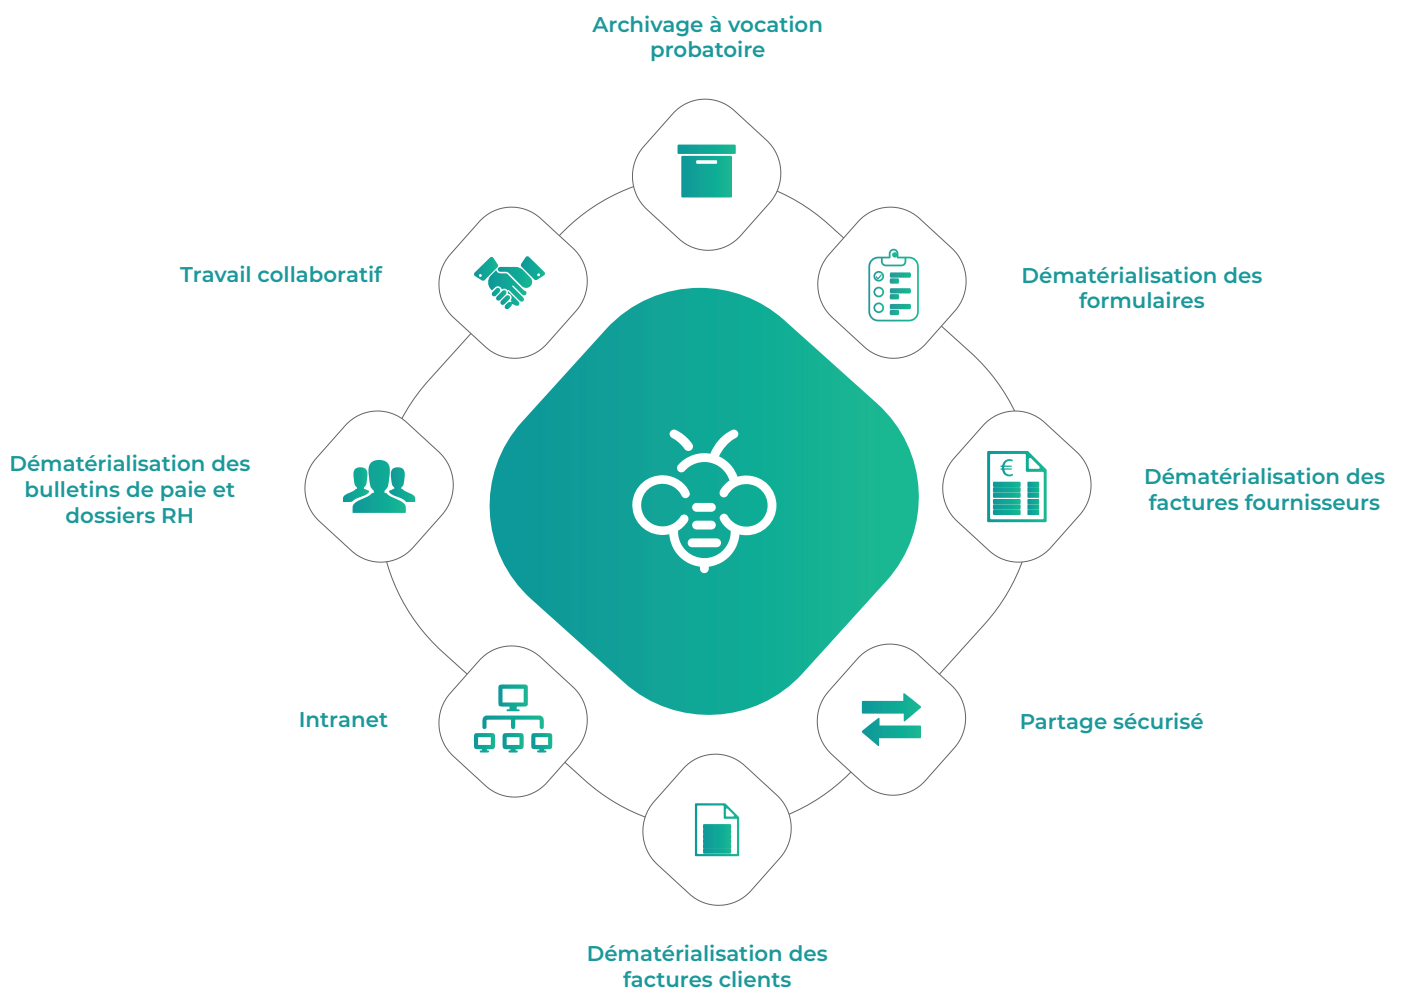 Archivage à vocation
probatoire
Travail collaboratif
Dématérialisation des
formulaires
Dématérialisation des
bulletins de paie et
dossiers RH
€
Dématérialisation des
factures fournisseurs
Intranet
Partage sécurisé
Dématérialisation des
factures clients